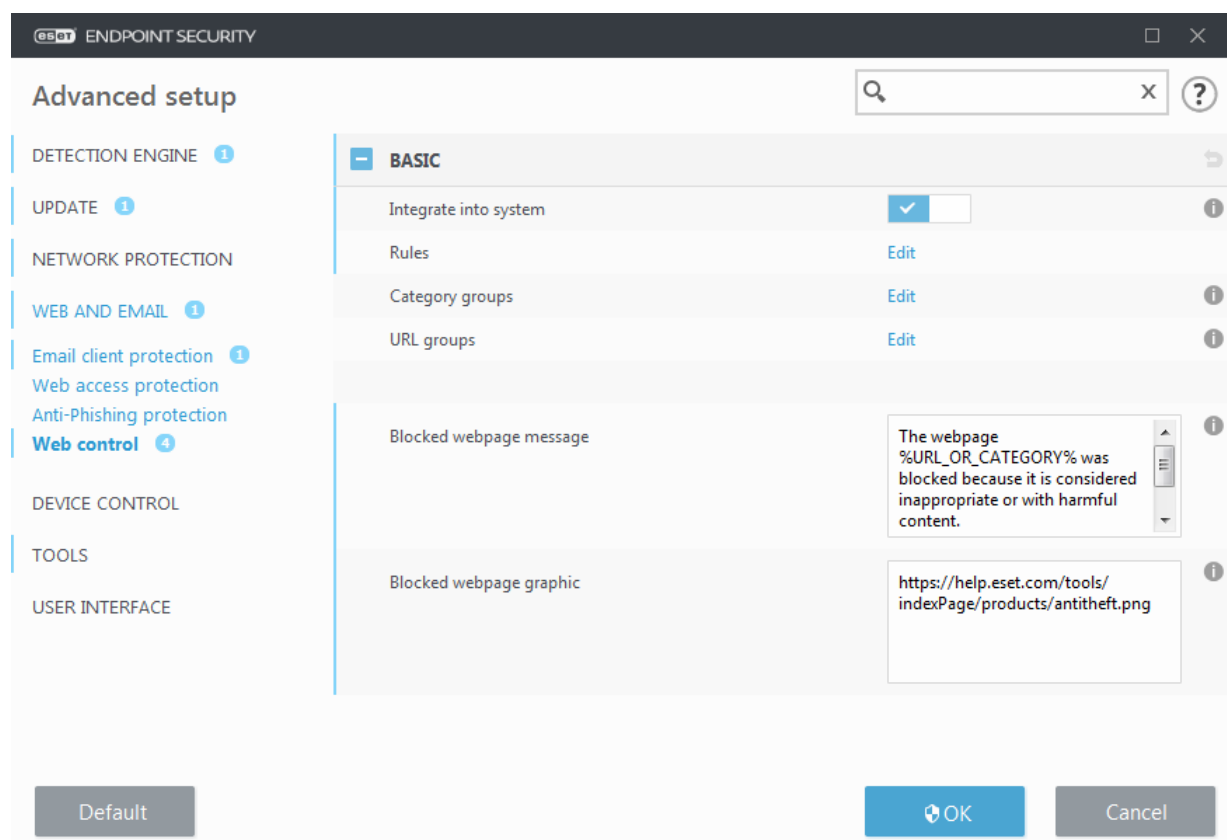 eseT ENDPOINT SECURITY
Advanced setup
x
?
DETECTION ENGINE 1
UPDATE 1
NETWORK PROTECTION
WEB AND EMAIL 1
Email client protection 1
Web access protection
Anti-Phishing protection
Web control 4
DEVICE CONTROL
TOOLS
USER INTERFACE
BASIC
Integrate into system
Rules Edit
Category groups Edit
URL groups Edit
Blocked webpage message
The webpage
%URL_OR_CATEGORY% was
blocked because it is considered
inappropriate or with harmful
content.
Blocked webpage graphic
https://help.eset.com/tools/
indexPage/products/antitheft.png
Default
OK
Cancel